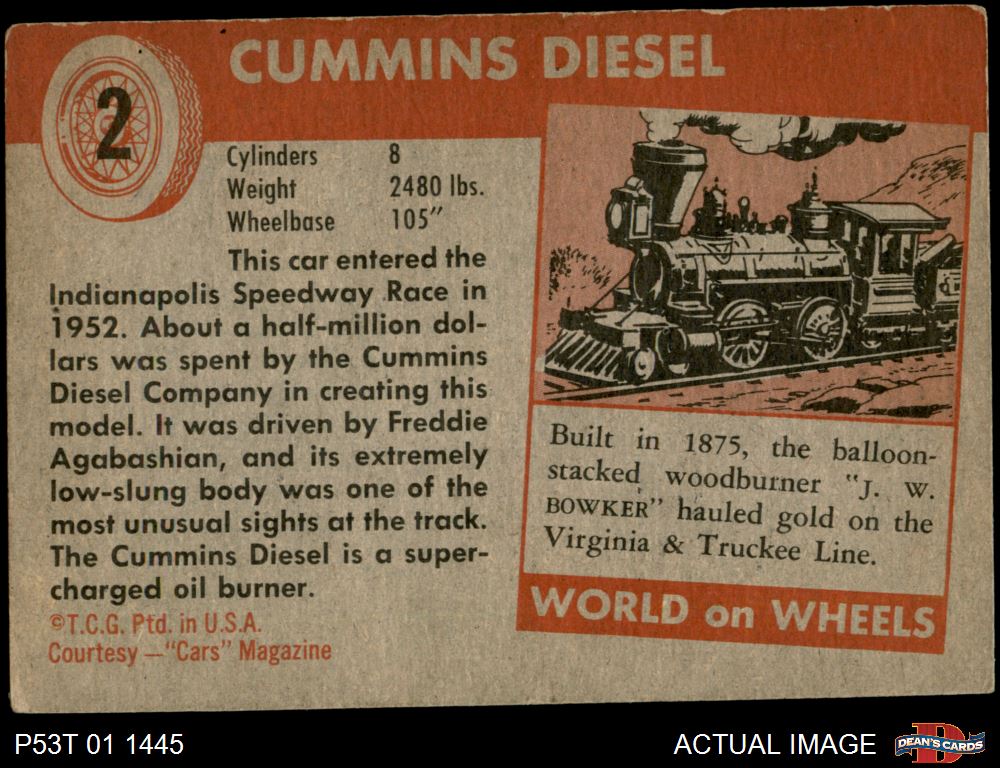 CUMMINS DIESEL
2
Cylinders 8
Weight 2480 lbs.
Wheelbase 105”
This car entered the
Indianapolis Speedway Race in
1952. About a half-million dol-
lars was spent by the Cummins
Diesel Company in creating this
model. It was driven by Freddie
Agabashian, and its extremely
low-slung body was one of the
most unusual sights at the track.
The Cummins Diesel is a super-
charged oil burner.
©T.C.G. Ptd. in U.S.A.
Courtesy —“Cars” Magazine
Built in 1875, the balloon-
stacked woodburner "J. W.
BOWKER" hauled gold on the
Virginia & Truckee Line.
WORLD on WHEELS
P53T 01 1445
ACTUAL IMAGE
D
DEAN'S CARDS